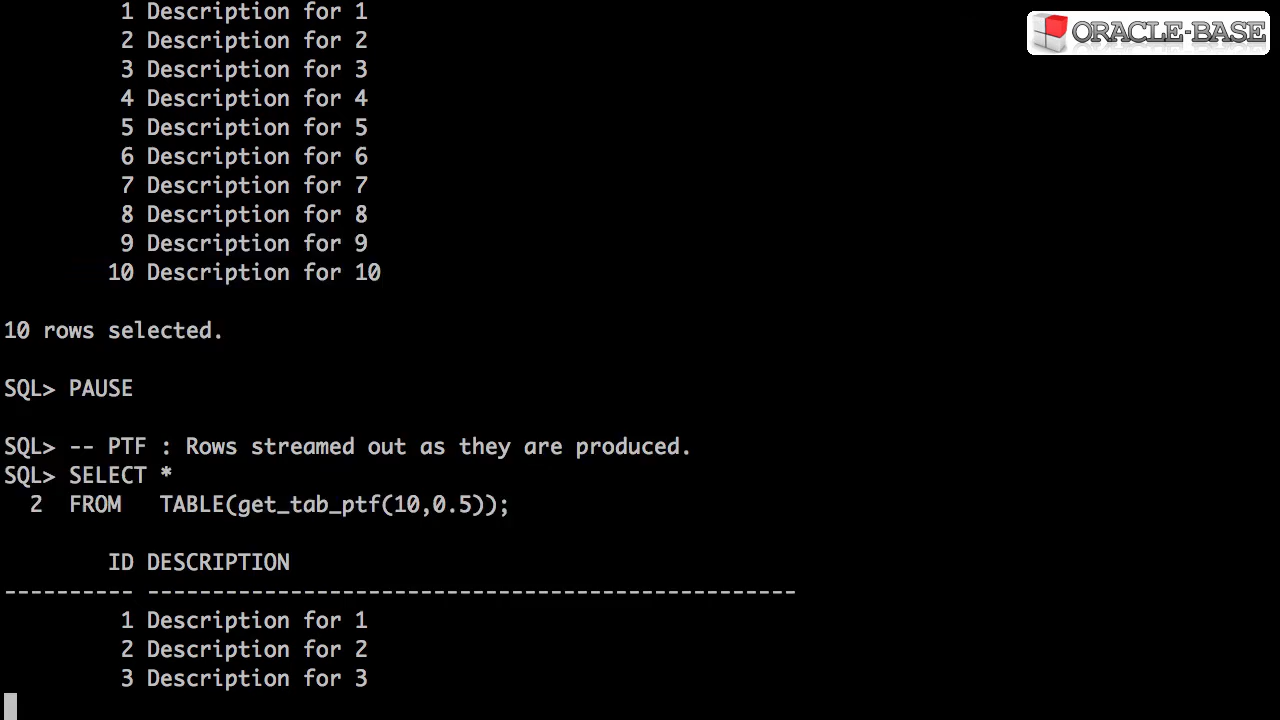 1 Description for 1
2 Description for 2
3 Description for 3
4 Description for 4
5 Description for 5
6 Description for 6
7 Description for 7
8 Description for 8
9 Description for 9
10 Description for 10
ORACLE-BASE
10 rows selected.
SQL> PAUSE
SQL> -- PTF : Rows streamed out as they are produced.
SQL> SELECT *
2 FROM TABLE(get_tab_ptf(10,0.5));
ID DESCRIPTION
---------- --------------------------------------------------
1 Description for 1
2 Description for 2
3 Description for 3